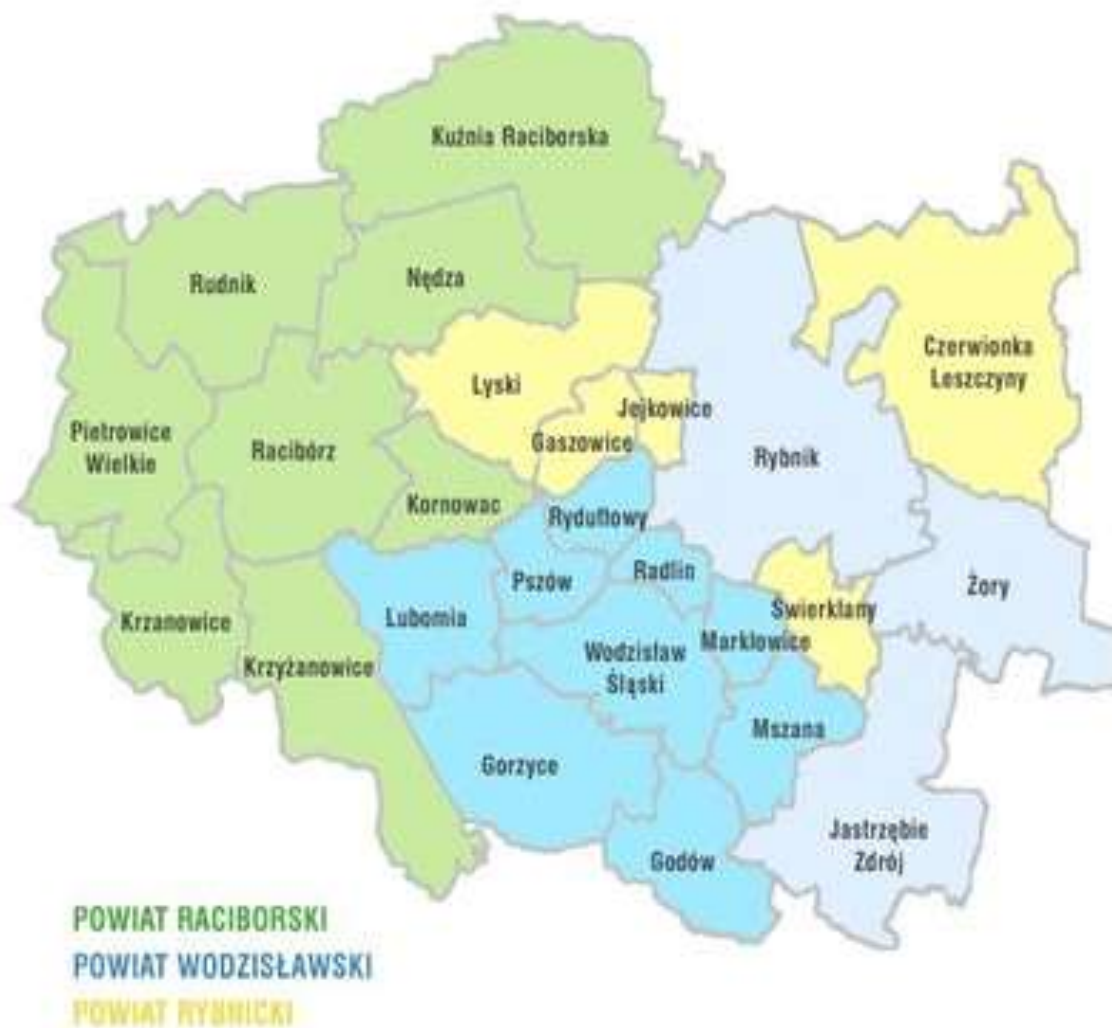 Kuźnia Raciborska
Rudnik
Nędza
Czerwionka
Leszczyny
Lyski
Jejkowice
Pietrowice
Wielkie
Racibórz
Gaszowice
Rybnik
Kornowac
Rydułtowy
Pszów
Radlin
Żory
Krzanowice
Lubomia
Świerklany
Marklowice
Wodzisław
Śląski
Krzyżanowice
Mszana
Gorzyce
Jastrzębie
Zdrój
Godów
POWIAT RACIBORSKI
POWIAT WODZISŁAWSKI
POWIAT RYBNICKI